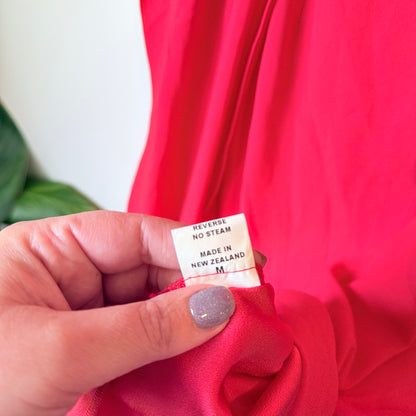 REVERSE
NO STEAM
MADE IN
NEW ZEALAND
M